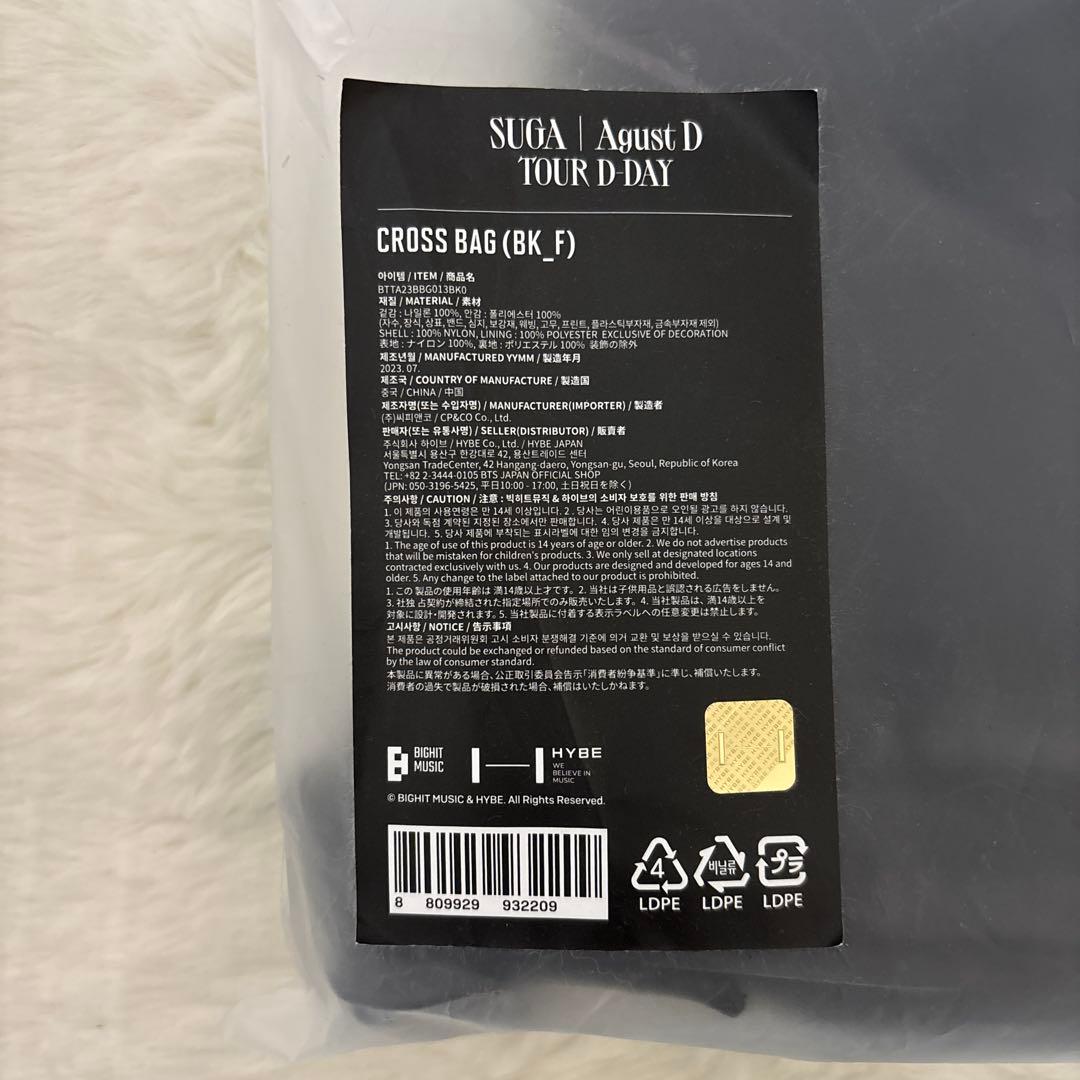 SUGA | Agust D
TOUR D-DAY
CROSS BAG (BK_F)
아이템 / ITEM / 商品名
BTTA23BBG013BK0
재질 / MATERIAL / 素材
겉감 : 나일론 100%, 안감 : 폴리에스터 100%
(자수, 장식, 상표, 밴드, 심지, 보강재, 웨빙, 고무, 프린트, 플라스틱부자재, 금속부자재 제외)
SHELL : 100% NYLON, LINING : 100% POLYESTER EXCLUSIVE OF DECORATION
表地 : ナイロン 100%, 裏地 : ポリエステル 100% 装飾の除外
제조년월 / MANUFACTURED YYMM / 製造年月
2023. 07.
제조국 / COUNTRY OF MANUFACTURE / 製造国
중국 / CHINA / 中国
제조자명(또는 수입자명) / MANUFACTURER(IMPORTER) / 製造者
(주)씨피앤코 / CP&CO Co., Ltd.
판매자(또는 유통사명) / SELLER(DISTRIBUTOR) / 販売者
주식회사 하이브 / HYBE Co., Ltd. / HYBE JAPAN
서울특별시 용산구 한강대로 42, 용산트레이드 센터
Yongsan TradeCenter, 42 Hangang-daero, Yongsan-gu, Seoul, Republic of Korea
TEL: +82 2-3444-0105 BTS JAPAN OFFICIAL SHOP
(JPN: 050-3196-5425, 平日10:00 - 17:00, 土日祝日を除く)
주의사항 / CAUTION / 注意 : 빅히트뮤직 & 하이브의 소비자 보호를 위한 판매 방침
1. 이 제품의 사용연령은 만 14세 이상입니다. 2 . 당사는 어린이용품으로 오인될 광고를 하지 않습니다.
3. 당사와 독점 계약된 지정된 장소에서만 판매합니다. 4. 당사 제품은 만 14세 이상을 대상으로 설계 및
개발됩니다. 5. 당사 제품에 부착되는 표시라벨에 대한 임의 변경을 금지합니다.
1. The age of use of this product is 14 years of age or older. 2. We do not advertise products
that will be mistaken for children's products. 3. We only sell at designated locations
contracted exclusively with us. 4. Our products are designed and developed for ages 14 and
older. 5. Any change to the label attached to our product is prohibited.
1. この 製品の使用年齢は 満14歳以上才です。2. 当社は子供用品と誤認される広告をしません。
3. 社独 占契約が締結された指定場所でのみ販売いたします。4. 当社製品は、満14歳以上を
対象に設計・開発されます。5. 当社製品に付着する表示ラベルへの任意変更は禁止します。
고시사항 / NOTICE / 告示事項
본 제품은 공정거래위원회 고시 소비자 분쟁해결 기준에 의거 교환 및 보상을 받으실 수 있습니다.
The product could be exchanged or refunded based on the standard of consumer conflict
by the law of consumer standard.
本製品に異常がある場合、公正取引委員会告示「消費者紛争基準」に準じ、補償いたします。
消費者の過失で製品が破損された場合、補償はいたしかねます。
BIGHIT
MUSIC
HYBE
WE
BELIEVE IN
MUSIC
© BIGHIT MUSIC & HYBE. All Rights Reserved.
8 809929 932209
4
비닐류
プラ
LDPE LDPE LDPE